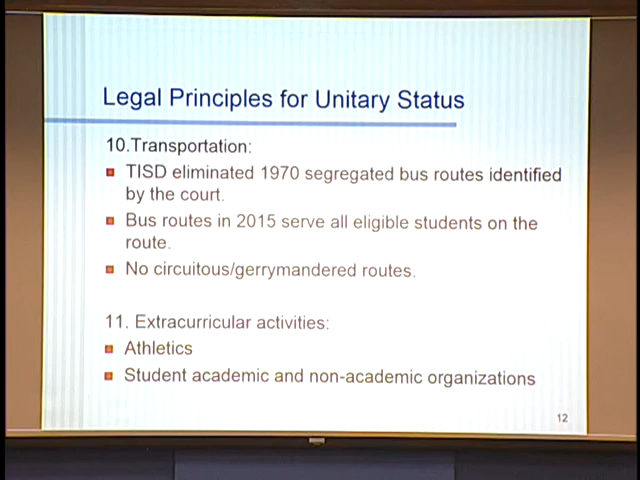 Legal Principles for Unitary Status
10.Transportation:
TISD eliminated 1970 segregated bus routes identified
by the court.
Bus routes in 2015 serve all eligible students on the
route.
No circuitous/gerrymandered routes.
11. Extracurricular activities:
Athletics
Student academic and non-academic organizations
12